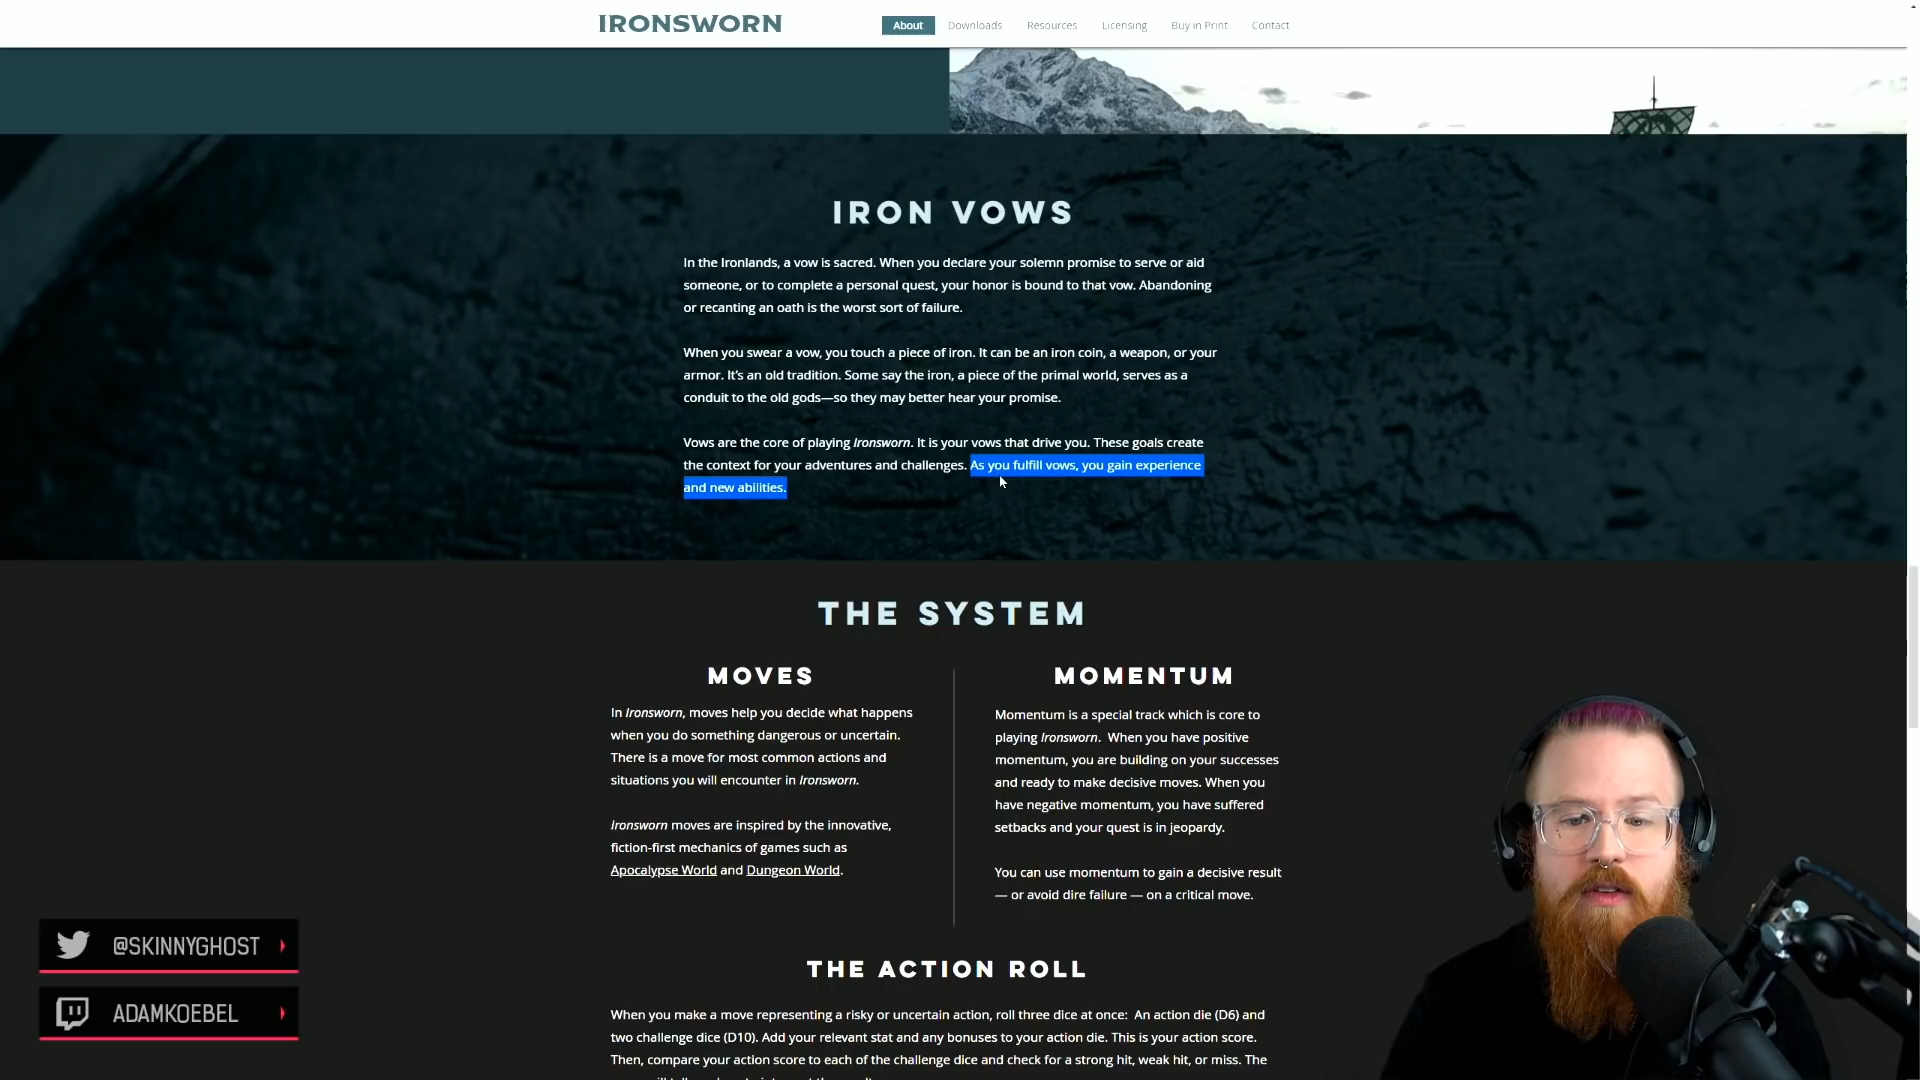 IRONSWORN
About Downloads Resources Licensing Buy in Print Contact
IRON VOWS
In the Ironlands, a vow is sacred. When you declare your solemn promise to serve or aid
someone, or to complete a personal quest, your honor is bound to that vow. Abandoning
or recanting an oath is the worst sort of failure.
When you swear a vow, you touch a piece of iron. It can be an iron coin, a weapon, or your
armor. It's an old tradition. Some say the iron, a piece of the primal world, serves as a
conduit to the old gods—so they may better hear your promise.
Vows are the core of playing Ironsworn. It is your vows that drive you. These goals create
the context for your adventures and challenges. As you fulfill vows, you gain experience
and new abilities.
THE SYSTEM
MOVES
In Ironsworn, moves help you decide what happens
when you do something dangerous or uncertain.
There is a move for most common actions and
situations you will encounter in Ironsworn.
Ironsworn moves are inspired by the innovative,
fiction-first mechanics of games such as
Apocalypse World and Dungeon World.
MOMENTUM
Momentum is a special track which is core to
playing Ironsworn.  When you have positive
momentum, you are building on your successes
and ready to make decisive moves. When you
have negative momentum, you have suffered
setbacks and your quest is in jeopardy.
You can use momentum to gain a decisive result
— or avoid dire failure — on a critical move.
THE ACTION ROLL
When you make a move representing a risky or uncertain action, roll three dice at once:  An action die (D6) and
two challenge dice (D10). Add your relevant stat and any bonuses to your action die. This is your action score.
Then, compare your action score to each of the challenge dice and check for a strong hit, weak hit, or miss. The
@SKINNYGHOST
ADAMKOEBEL